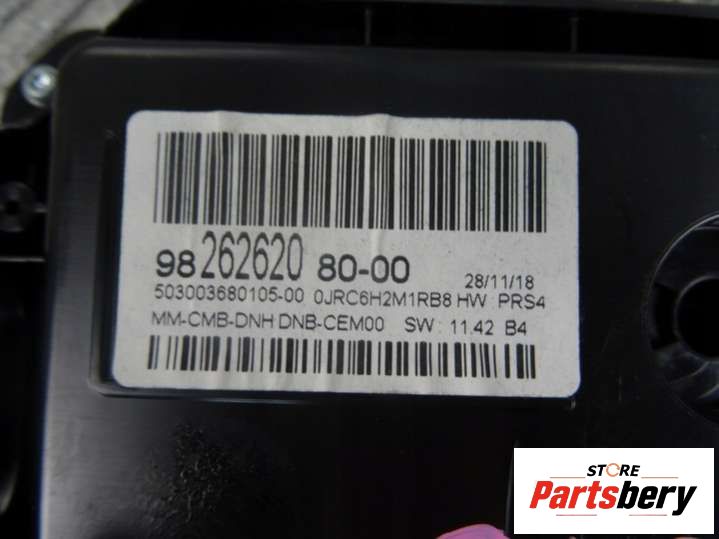 98 262620 80-00 28/11/18
503003680105-00 0JRC6H2M1RB8 HW : PRS4
MM-CMB-DNH DNB-CEM00 SW : 11.42 B4
STORE
Partsbery